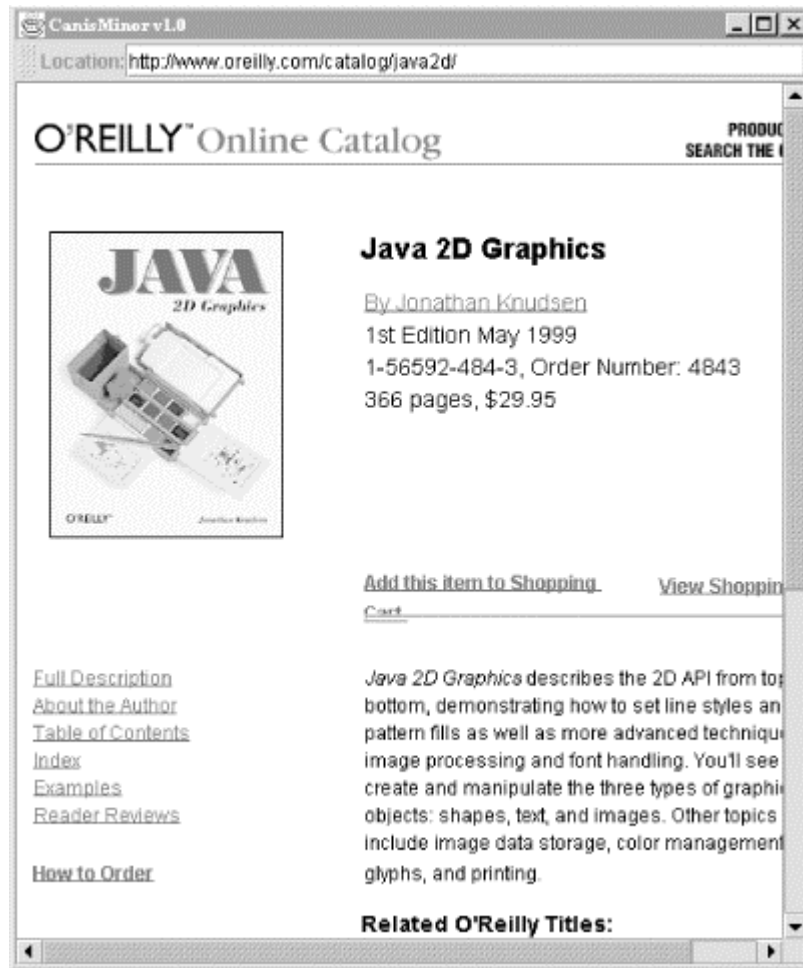 CanisMinor v1.0
Location: http://www.oreilly.com/catalog/java2d/
O'REILLY™ Online Catalog
PRODUC
SEARCH THE
JAVA
2D Graphics
O'REILLY™
Jonathan Knudsen
Java 2D Graphics
By Jonathan Knudsen
1st Edition May 1999
1-56592-484-3, Order Number: 4843
366 pages, $29.95
Add this item to Shopping
Cart
View Shoppin
Full Description
About the Author
Table of Contents
Index
Examples
Reader Reviews
How to Order
Java 2D Graphics describes the 2D API from top
bottom, demonstrating how to set line styles an
pattern fills as well as more advanced techniqu
image processing and font handling. You'll see
create and manipulate the three types of graphi
objects: shapes, text, and images. Other topics
include image data storage, color management
glyphs, and printing.
Related O'Reilly Titles: